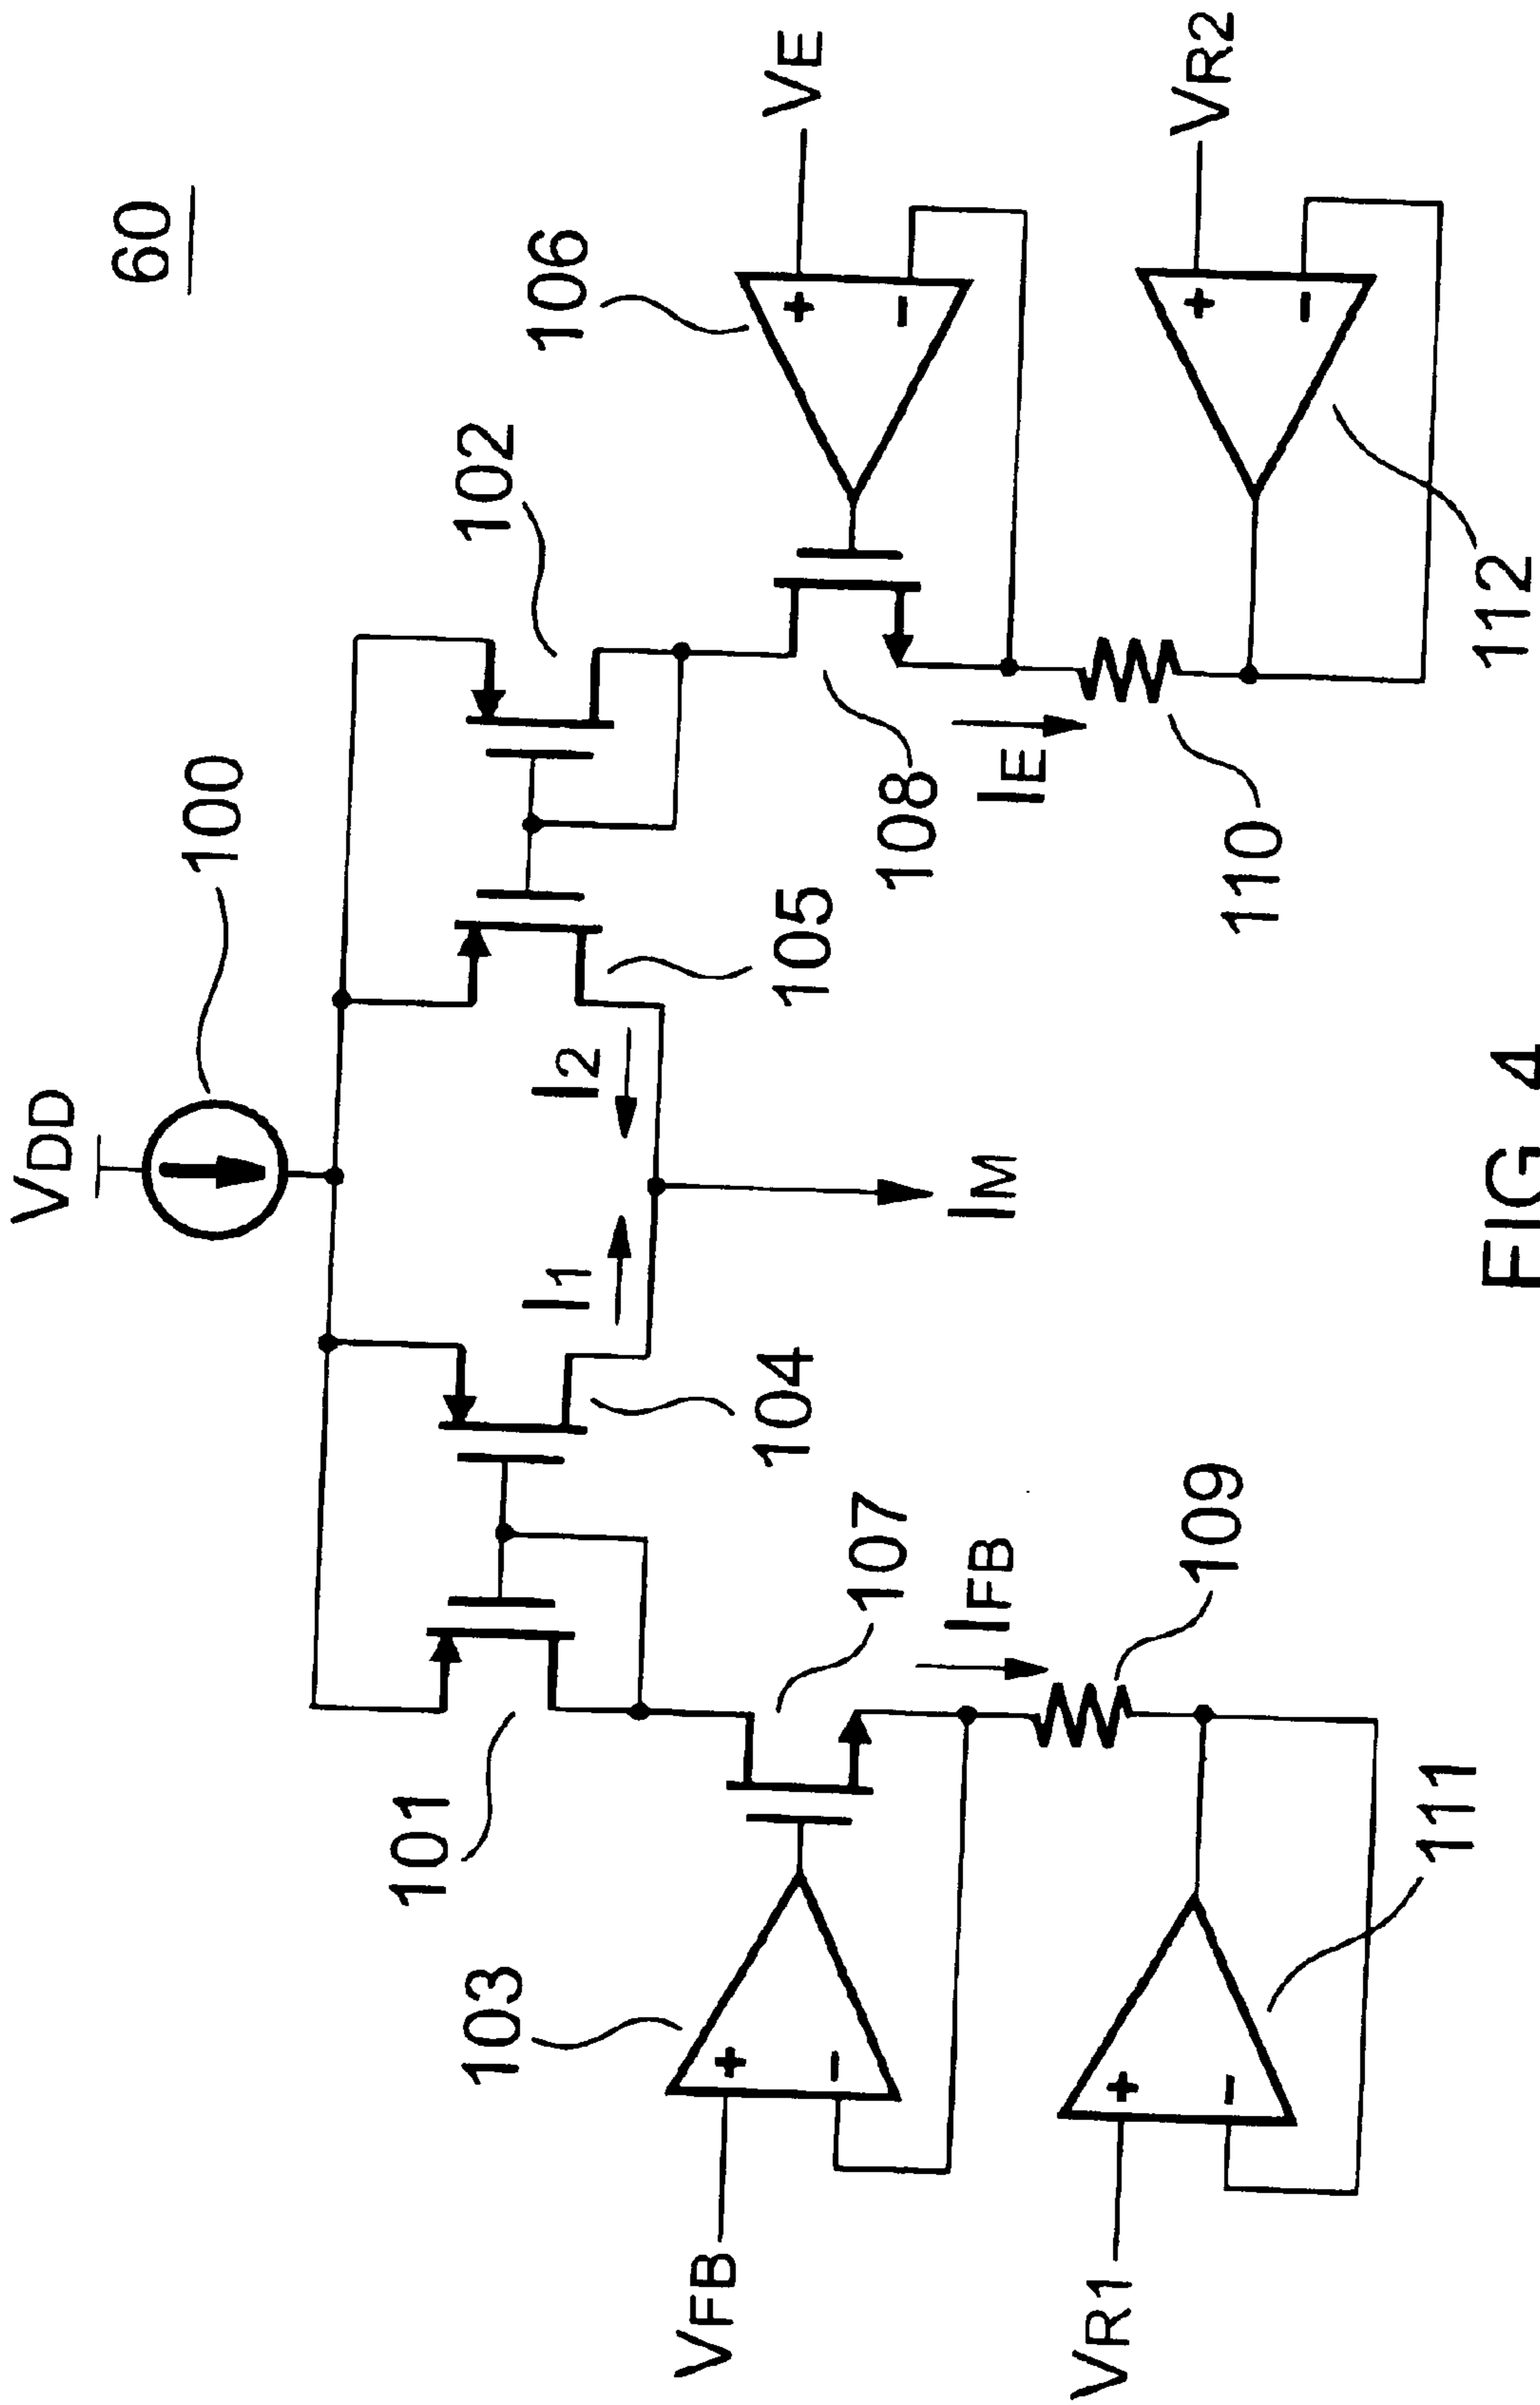 60
VDD
100
102
106
VE
101
104
105
I1
I2
103
VFB
107
108
IFB
IM
IE
109
110
VR1
111
112
VR2
+
-
+
-
+
-
+
-
FIG.4